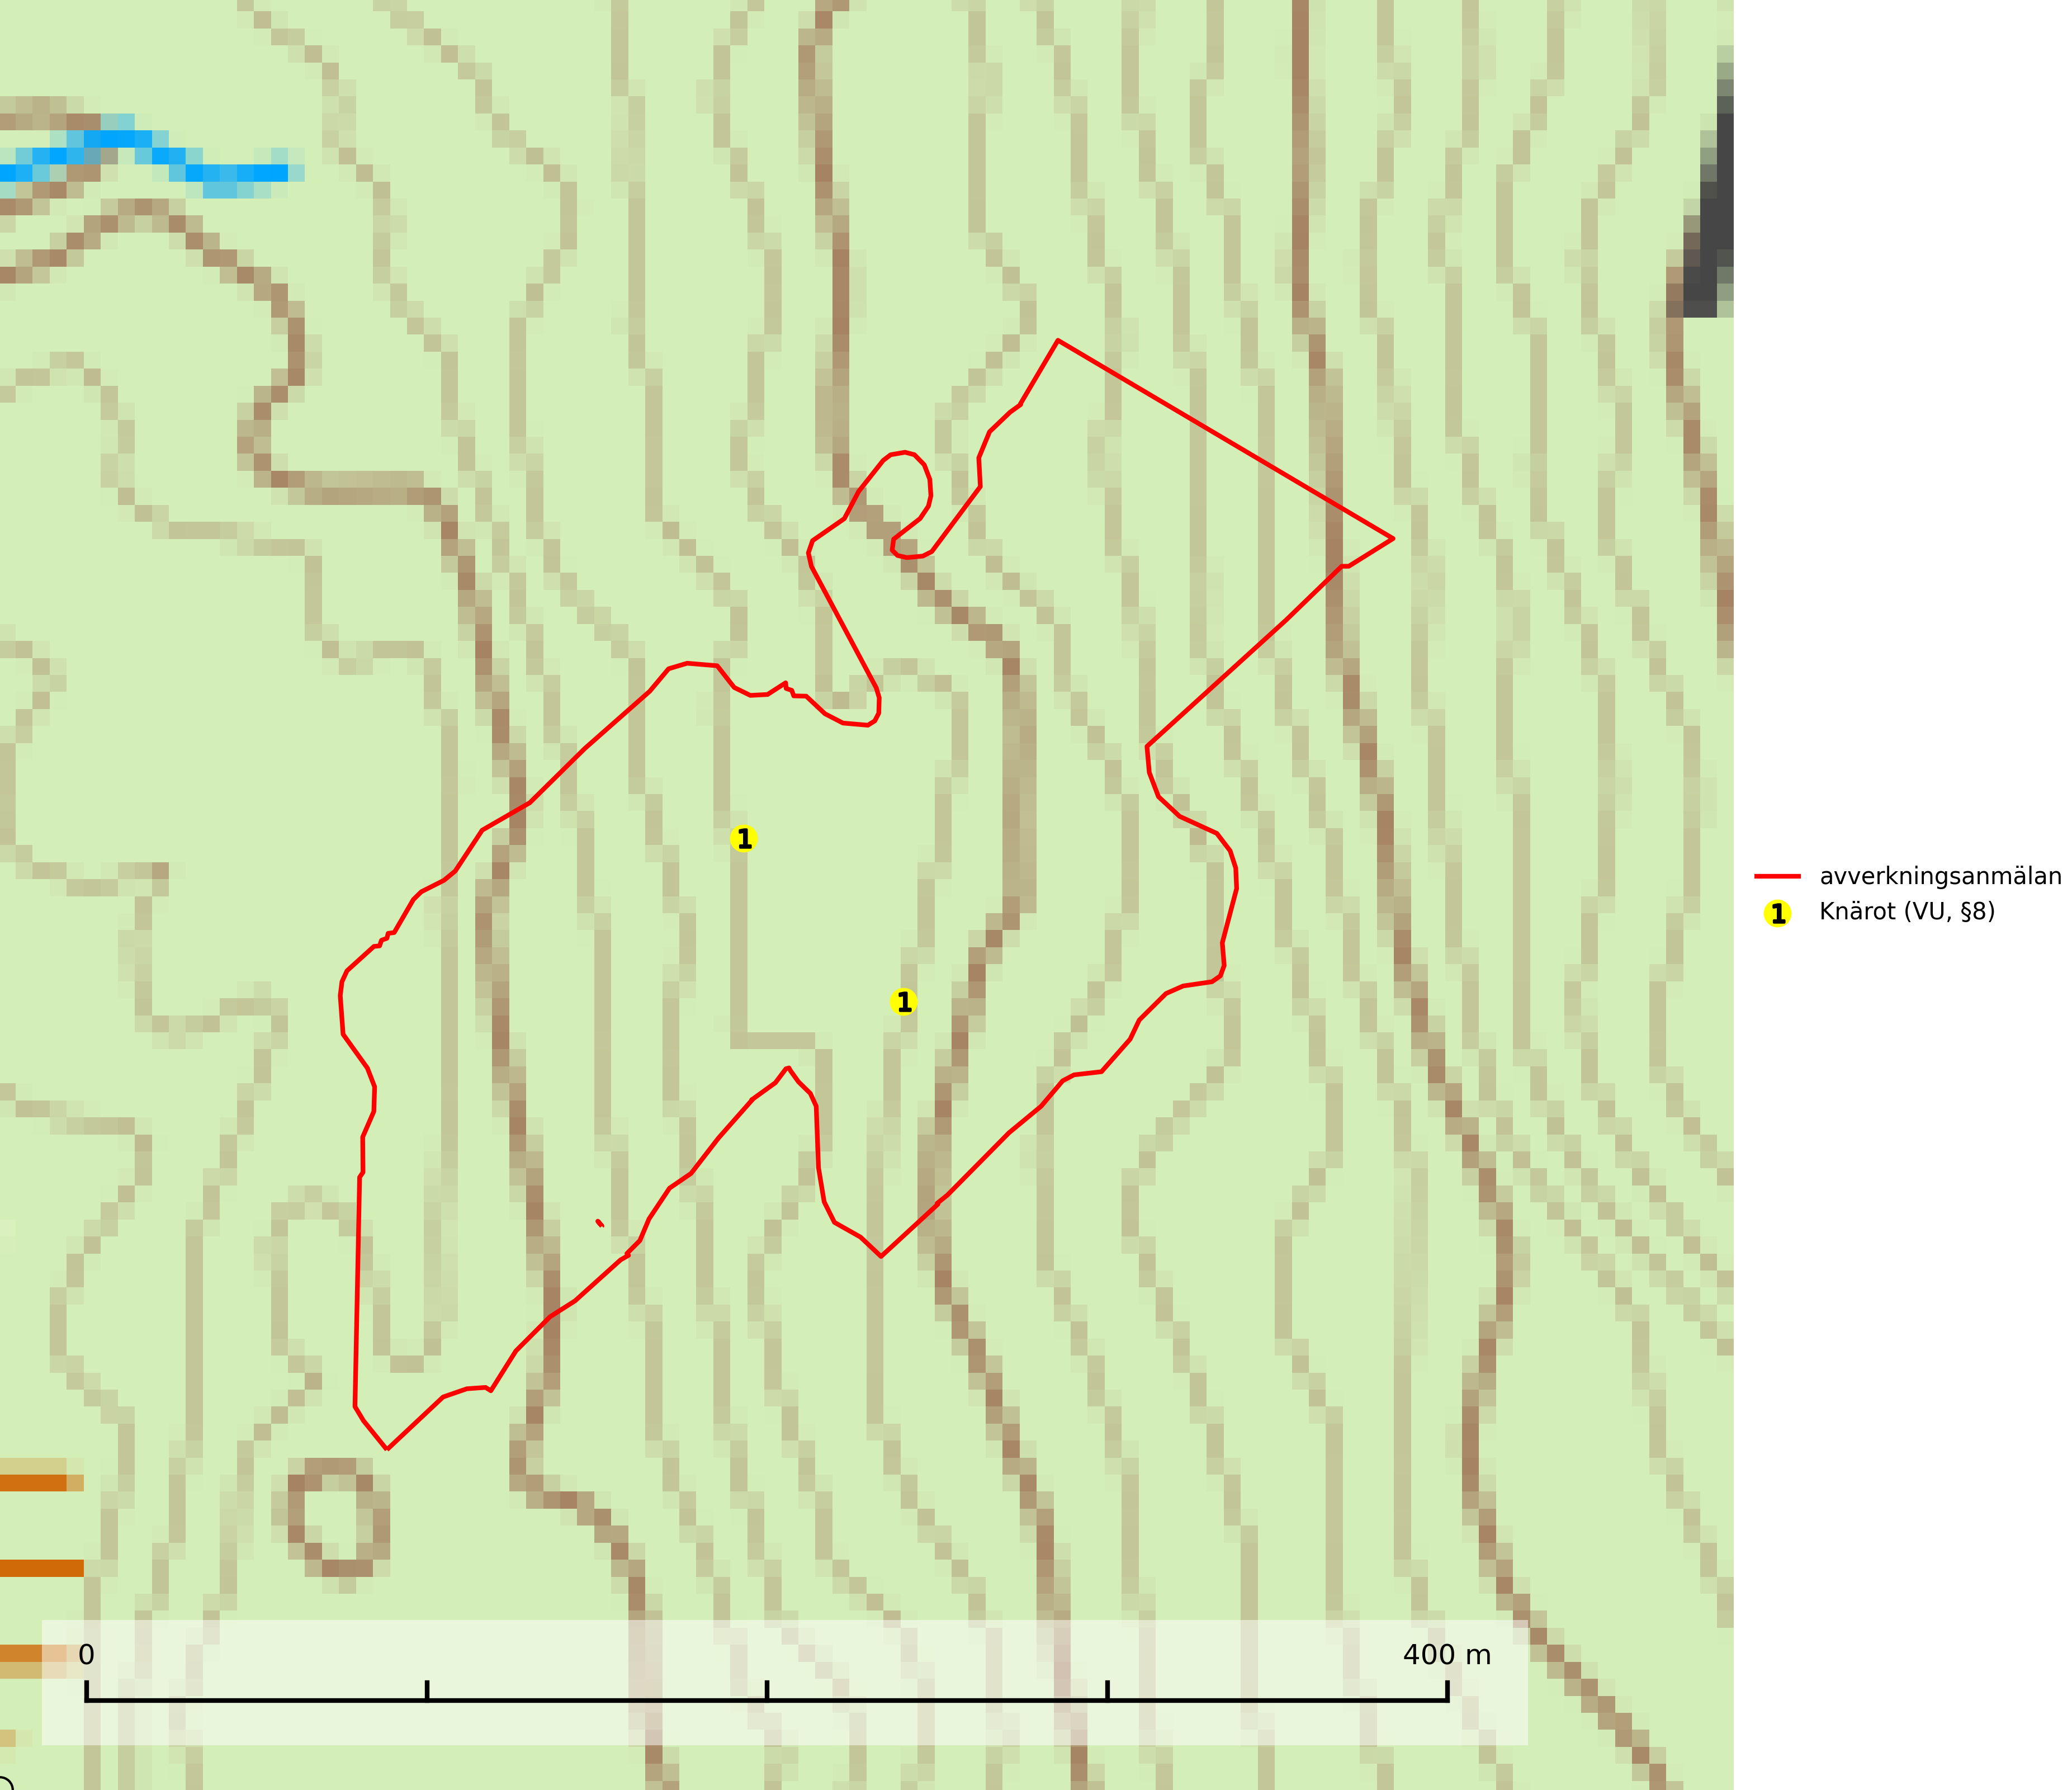 1
1
avverkningsanmälan
1 Knärot (VU, §8)
0 400 m